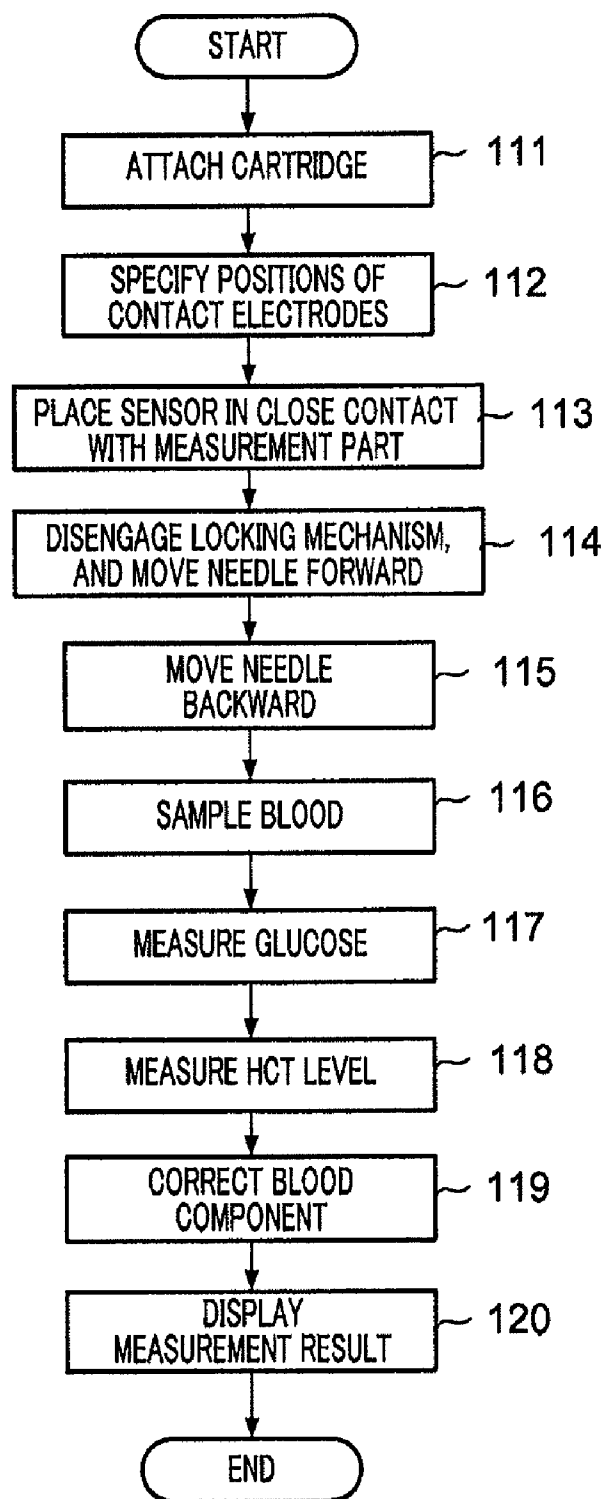 START
ATTACH CARTRIDGE
111
SPECIFY POSITIONS OF
CONTACT ELECTRODES
112
PLACE SENSOR IN CLOSE CONTACT
WITH MEASUREMENT PART
113
DISENGAGE LOCKING MECHANISM,
AND MOVE NEEDLE FORWARD
114
MOVE NEEDLE
BACKWARD
115
SAMPLE BLOOD
116
MEASURE GLUCOSE
117
MEASURE HCT LEVEL
118
CORRECT BLOOD
COMPONENT
119
DISPLAY
MEASUREMENT RESULT
120
END